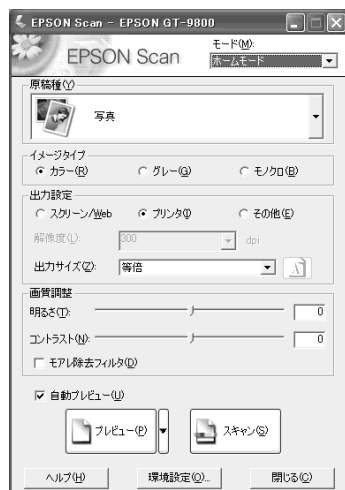 EPSON Scan - EPSON GT-9800
EPSON Scan
モード(M):
ホームモード
原稿種(Y)
写真
イメージタイプ
カラー(R) グレー(G) モノクロ(B)
出力設定
スクリーン/Web プリンタ(I) その他(E)
解像度(L): 300 dpi
出力サイズ(Z): 等倍 A
画質調整
明るさ(T): 0
コントラスト(N): 0
モアレ除去フィルタ(D)
自動プレビュー(U)
プレビュー(P) スキャン(S)
ヘルプ(H) 環境設定(O)... 閉じる(C)